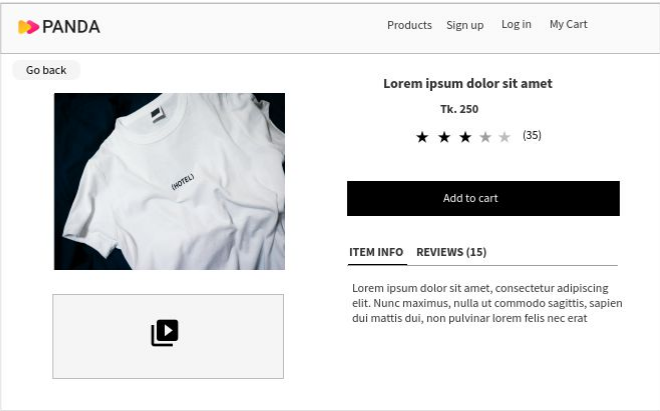 PANDA
Products Sign up Log in My Cart
Go back
Lorem ipsum dolor sit amet
Tk. 250
(35)
(HOTEL)
Add to cart
ITEM INFO REVIEWS (15)
Lorem ipsum dolor sit amet, consectetur adipiscing
elit. Nunc maximus, nulla ut commodo sagittis, sapien
dui mattis dui, non pulvinar lorem felis nec erat